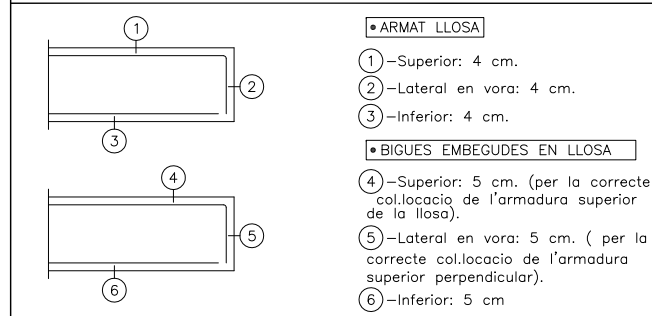 1
2
3
4
5
6
• ARMAT LLOSA
1 -Superior: 4 cm.
2 -Lateral en vora: 4 cm.
3 -Inferior: 4 cm.
• BIGUES EMBEGUDES EN LLOSA
4 -Superior: 5 cm. (per la correcte
col.locacio de l'armadura superior
de la llosa).
5 -Lateral en vora: 5 cm. ( per la
correcte col.locacio de l'armadura
superior perpendicular).
6 -Inferior: 5 cm